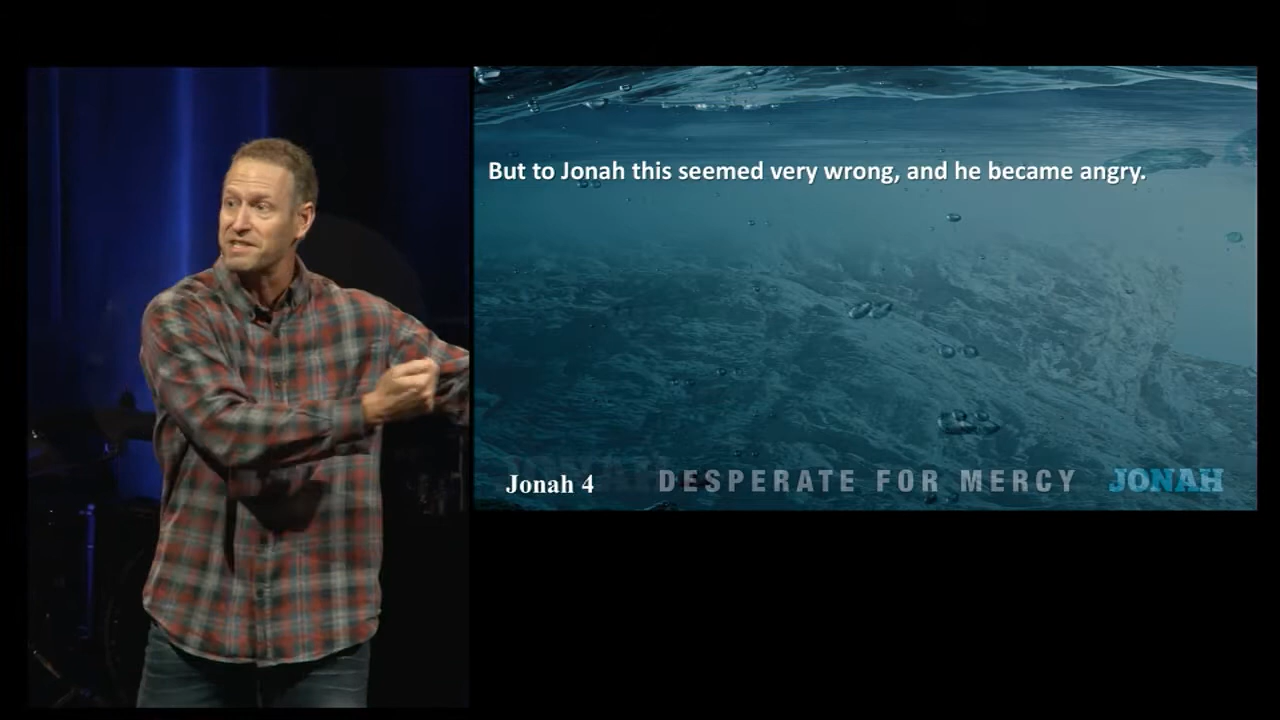 But to Jonah this seemed very wrong, and he became angry.
Jonah 4 DESPERATE FOR MERCY JONAH